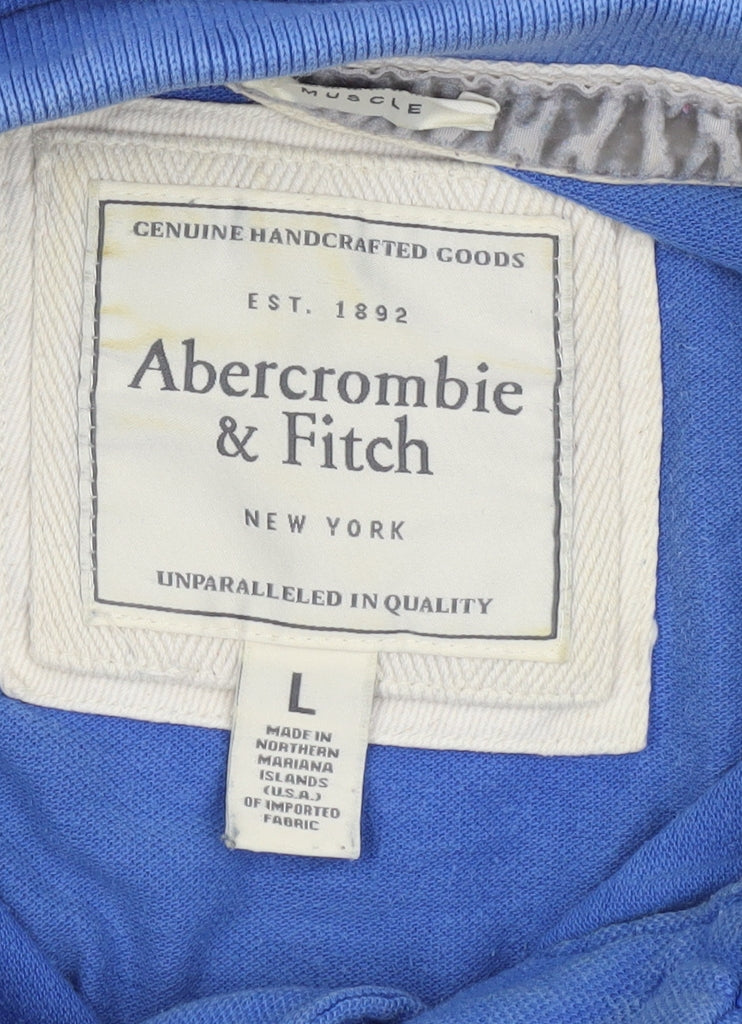 MUSCLE
GENUINE HANDCRAFTED GOODS
EST. 1892
Abercrombie
& Fitch
NEW YORK
UNPARALLELED IN QUALITY
L
MADE IN
NORTHERN
MARIANA
ISLANDS
(U.S.A.)
OF IMPORTED
FABRIC